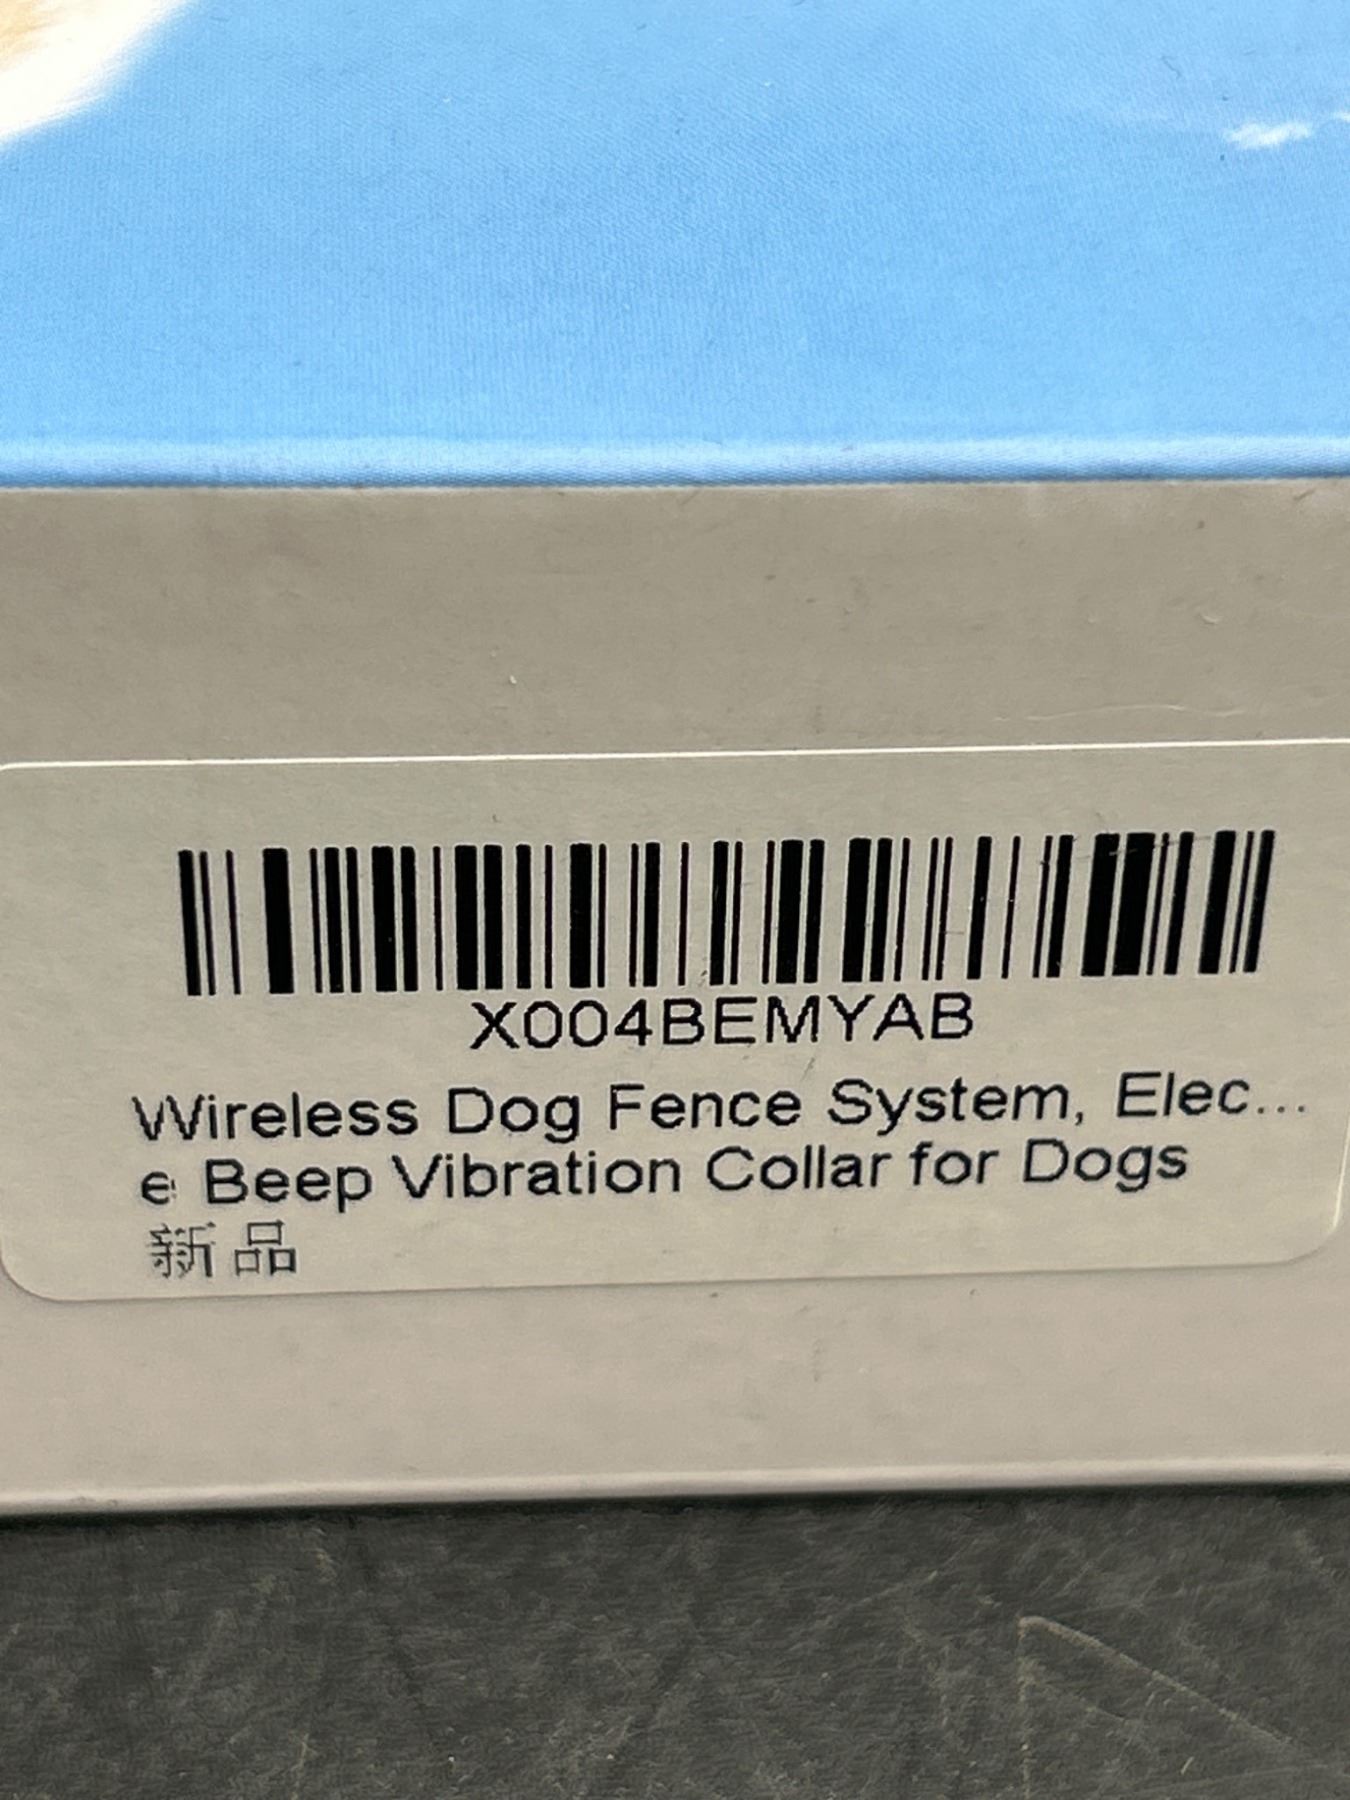 X004BEMYAB
Wireless Dog Fence System, Elec...
e Beep Vibration Collar for Dogs
新品